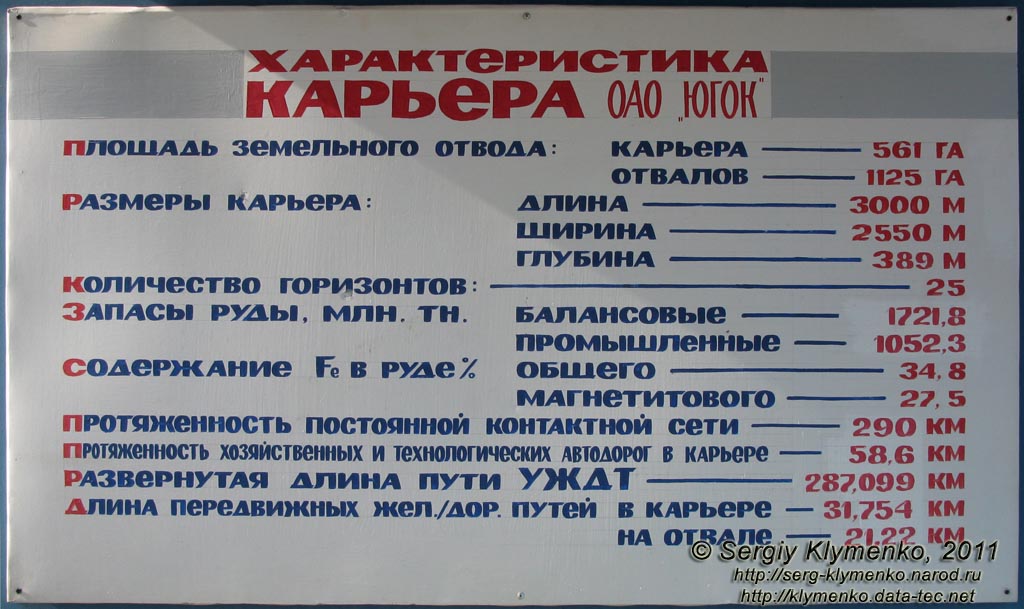 ХАРАКТЕРИСТИКА
КАРЬЕРА ОАО „ЮГОК"
ПЛОЩАДЬ ЗЕМЕЛЬНОГО ОТВОДА: КАРЬЕРА — 561 ГА
ОТВАЛОВ — 1125 ГА
РАЗМЕРЫ КАРЬЕРА: ДЛИНА — 3000 М
ШИРИНА — 2550 М
ГЛУБИНА — 389 М
КОЛИЧЕСТВО ГОРИЗОНТОВ: — 25
ЗАПАСЫ РУДЫ, МЛН. ТН. БАЛАНСОВЫЕ — 1721,8
ПРОМЫШЛЕННЫЕ — 1052,3
СОДЕРЖАНИЕ Fe В РУДЕ % ОБЩЕГО — 34,8
МАГНЕТИТОВОГО — 27,5
ПРОТЯЖЕННОСТЬ ПОСТОЯННОЙ КОНТАКТНОЙ СЕТИ — 290 КМ
ПРОТЯЖЕННОСТЬ ХОЗЯЙСТВЕННЫХ И ТЕХНОЛОГИЧЕСКИХ АВТОДОРОГ В КАРЬЕРЕ — 58,6 КМ
РАЗВЕРНУТАЯ ДЛИНА ПУТИ УЖДТ — 287,099 КМ
ДЛИНА ПЕРЕДВИЖНЫХ ЖЕЛ./ДОР. ПУТЕЙ В КАРЬЕРЕ — 31,754 КМ
НА ОТВАЛЕ — 21,22 КМ
© Sergiy Klymenko, 2011
http://serg-klymenko.narod.ru
http://klymenko.data-tec.net